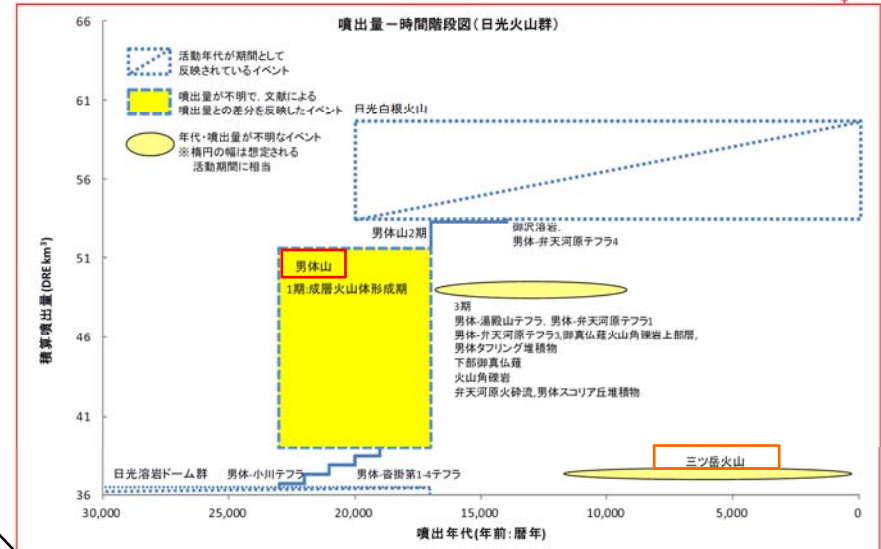 噴出量－時間階段図(日光火山群)
活動年代が期間として
反映されているイベント
噴出量が不明で、文献による
噴出量との差分を反映したイベント
年代・噴出量が不明なイベント
※楕円の幅は想定される
活動期間に相当
日光白根火山
男体山2期
御沢溶岩,
男体-弁天河原テフラ4
男体山
1期:成層火山体形成期
3期
男体-湯殿山テフラ, 男体-弁天河原テフラ1
男体-弁天河原テフラ3,御真仏薙火山角礫岩上部層,
男体タフリング堆積物
下部御真仏薙
火山角礫岩
弁天河原火砕流,男体スコリア丘堆積物
三ツ岳火山
日光溶岩ドーム群
男体-小川テフラ
男体-沓掛第1-4テフラ
積算噴出量(DRE km³)
66
61
56
51
46
41
36
30,000
25,000
20,000
15,000
10,000
5,000
0
噴出年代(年前:暦年)